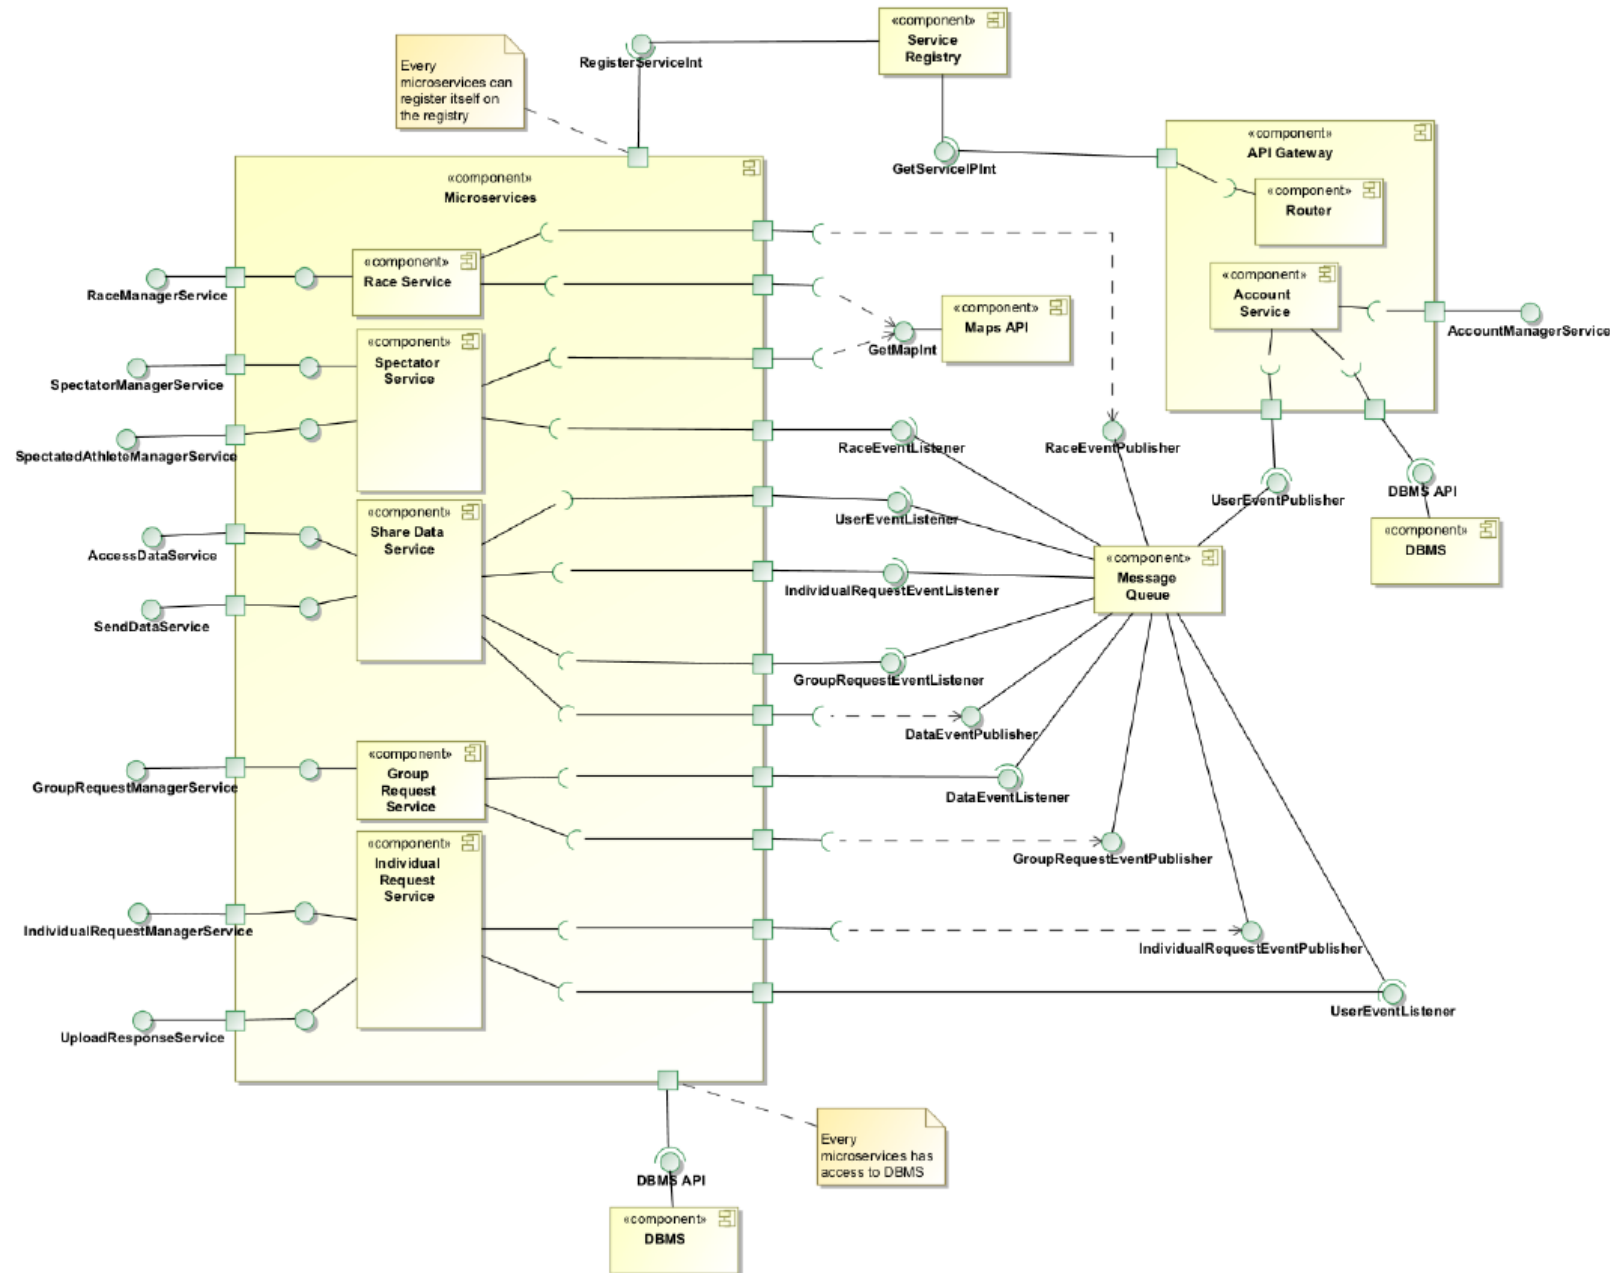 «component»
Service
Registry
RegisterServiceInt
Every
microservices can
register itself on
the registry
GetServiceIPInt
«component»
API Gateway
«component»
Router
«component»
Account
Service
AccountManagerService
«component»
Microservices
«component»
Race Service
RaceManagerService
«component»
Maps API
GetMapInt
«component»
Spectator
Service
SpectatorManagerService
SpectatedAthleteManagerService
RaceEventListener
RaceEventPublisher
UserEventPublisher
DBMS API
«component»
DBMS
«component»
Share Data
Service
AccessDataService
SendDataService
UserEventListener
IndividualRequestEventListener
«component»
Message
Queue
GroupRequestEventListener
DataEventPublisher
«component»
Group
Request
Service
GroupRequestManagerService
DataEventListener
GroupRequestEventPublisher
«component»
Individual
Request
Service
IndividualRequestManagerService
IndividualRequestEventPublisher
UserEventListener
UploadResponseService
Every
microservices has
access to DBMS
DBMS API
«component»
DBMS